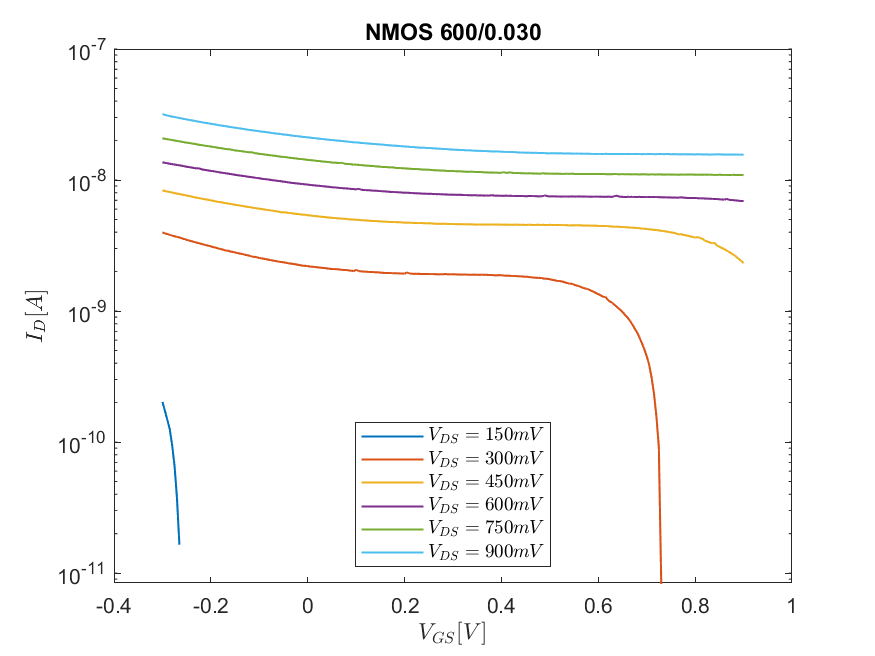 NMOS 600/0.030
10^-7
10^-8
10^-9
10^-10
10^-11
I_D[A]
V_DS = 150mV
V_DS = 300mV
V_DS = 450mV
V_DS = 600mV
V_DS = 750mV
V_DS = 900mV
-0.4 -0.2 0 0.2 0.4 0.6 0.8 1
V_GS[V]